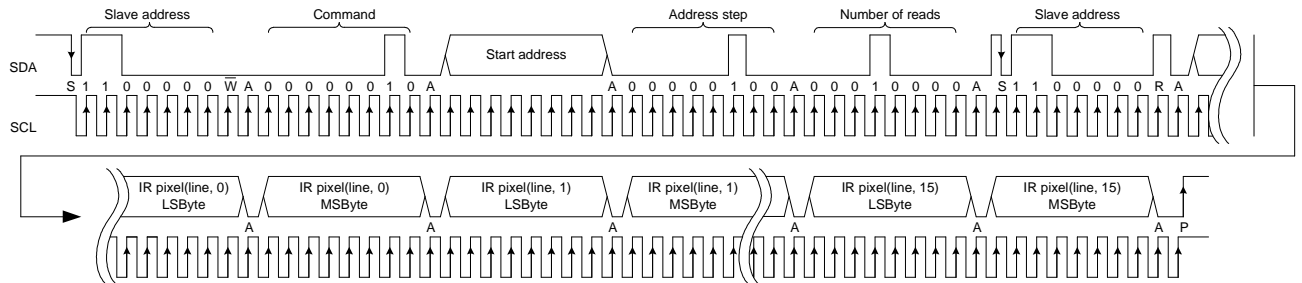 Slave address
Command
Address step
Number of reads
Slave address
SDA
Start address
S 1 1 0 0 0 0 0 W̅ A 0 0 0 0 0 0 1 0 A A 0 0 0 0 0 1 0 0 A 0 0 0 1 0 0 0 0 A S 1 1 0 0 0 0 0 R A
SCL
IR pixel(line, 0)
LSByte
IR pixel(line, 0)
MSByte
IR pixel(line, 1)
LSByte
IR pixel(line, 1)
MSByte
IR pixel(line, 15)
LSByte
IR pixel(line, 15)
MSByte
A A A A A A P